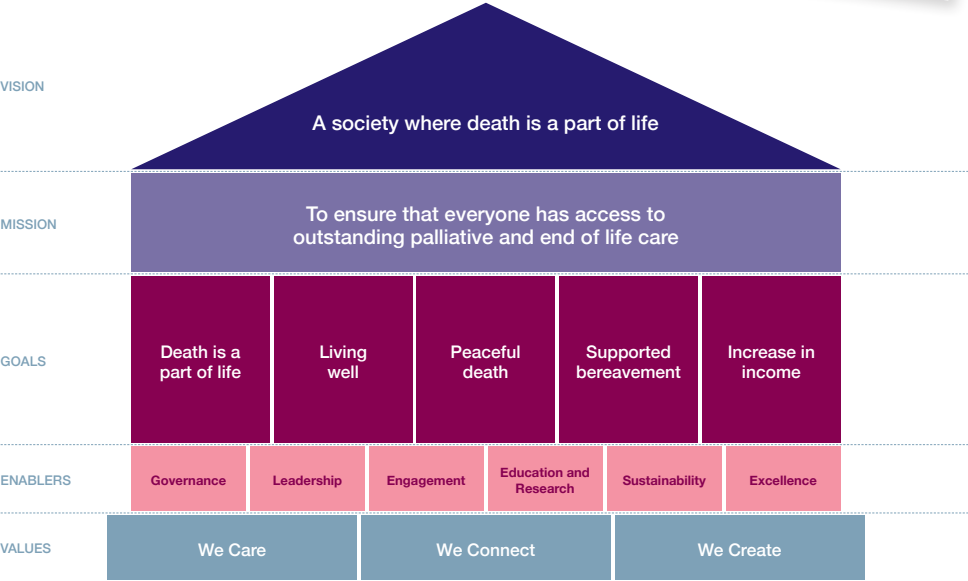 VISION
A society where death is a part of life
MISSION
To ensure that everyone has access to
outstanding palliative and end of life care
GOALS
Death is a
part of life
Living
well
Peaceful
death
Supported
bereavement
Increase in
income
ENABLERS
Governance
Leadership
Engagement
Education and
Research
Sustainability
Excellence
VALUES
We Care
We Connect
We Create